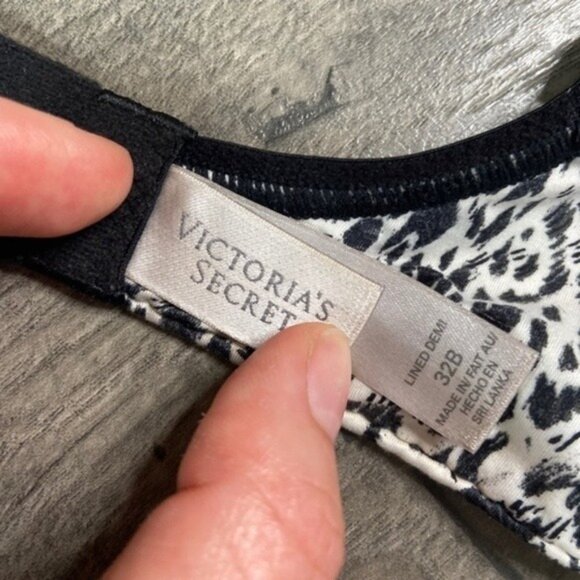 VICTORIA'S
SECRET
LINED DEMI
32B
MADE IN/ FAIT AU/
HECHO EN
SRI LANKA